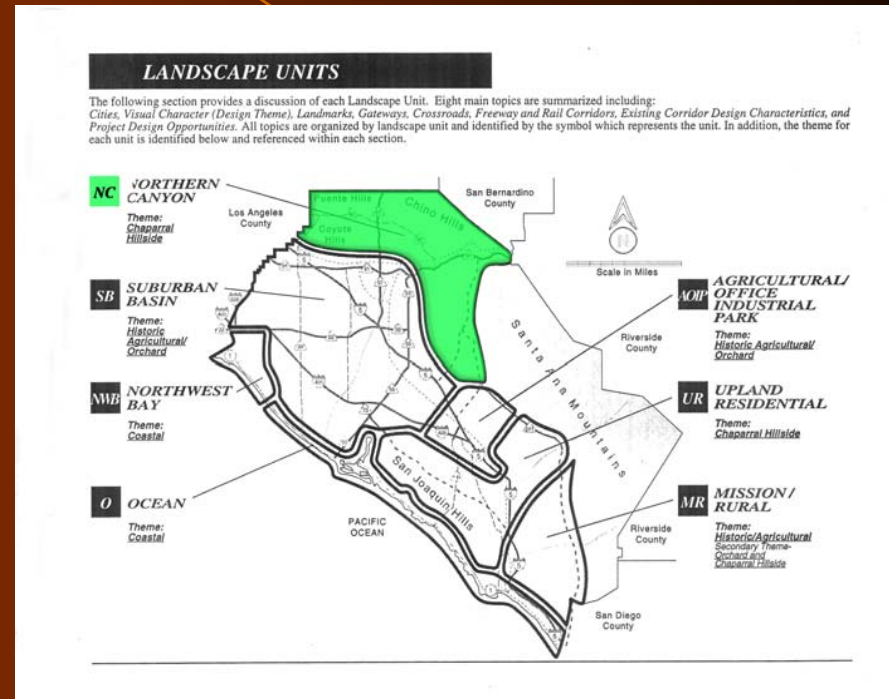 LANDSCAPE UNITS
The following section provides a discussion of each Landscape Unit. Eight main topics are summarized including:
Cities, Visual Character (Design Theme), Landmarks, Gateways, Crossroads, Freeway and Rail Corridors, Existing Corridor Design Characteristics, and
Project Design Opportunities. All topics are organized by landscape unit and identified by the symbol which represents the unit. In addition, the theme for
each unit is identified below and referenced within each section.
NC
NORTHERN
CANYON
Theme:
Chaparral
Hillside
SB
SUBURBAN
BASIN
Theme:
Historic
Agricultural/
Orchard
NWB
NORTHWEST
BAY
Theme:
Coastal
O
OCEAN
Theme:
Coastal
Los Angeles
County
Puente Hills
Chino Hills
Coyote
Hills
San Bernardino
County
N
Scale in Miles
Santa Ana Mountains
Riverside
County
San Joaquin Hills
PACIFIC
OCEAN
Riverside
County
San Diego
County
AOIP
AGRICULTURAL/
OFFICE
INDUSTRIAL
PARK
Theme:
Historic Agricultural/
Orchard
UR
UPLAND
RESIDENTIAL
Theme:
Chaparral Hillside
MR
MISSION/
RURAL
Theme:
Historic/Agricultural
Secondary Theme-
Orchard and
Chaparral Hillside